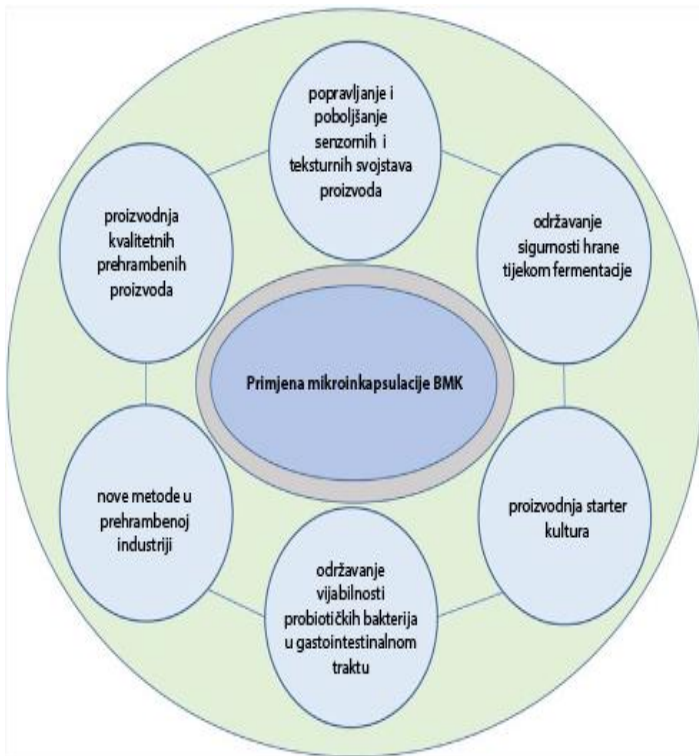 popravljanje i
poboljšanje
senzornih i
teksturnih svojstava
proizvoda
održavanje
sigurnosti hrane
tijekom fermentacije
proizvodnja starter
kultura
održavanje
vijabilnosti
probiotičkih bakterija
u gastointestinalnom
traktu
nove metode u
prehrambenoj
industriji
proizvodnja
kvalitetnih
prehrambenih
proizvoda
Primjena mikroinkapsulacije BMK